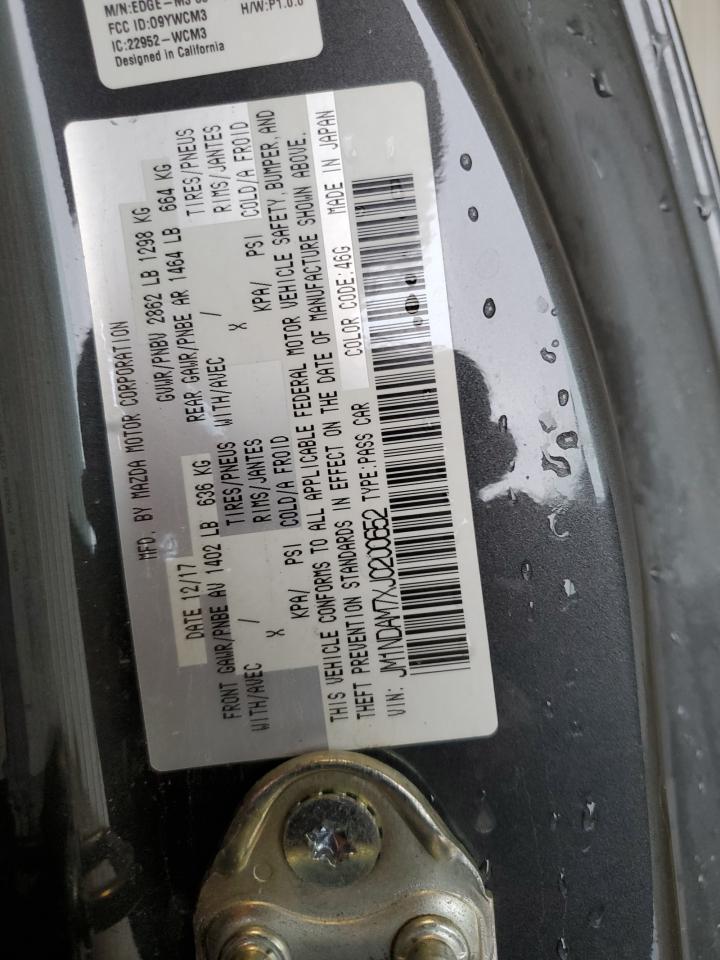 M/N:EDGE-M3
H/W:P1.0.0
FCC ID:O9YWCM3
IC:22952-WCM3
Designed in California
MFD. BY MAZDA MOTOR CORPORATION
DATE 12/17 GVWR/PNBV 2862 LB 1298 KG
FRONT GAWR/PNBE AV 1402 LB 636 KG REAR GAWR/PNBE AR 1464 LB 664 KG
WITH/AVEC / TIRES/PNEUS WITH/AVEC / TIRES/PNEUS
X RIMS/JANTES X RIMS/JANTES
KPA/ PSI COLD/A FROID KPA/ PSI COLD/A FROID
THIS VEHICLE CONFORMS TO ALL APPLICABLE FEDERAL MOTOR VEHICLE SAFETY, BUMPER, AND
THEFT PREVENTION STANDARDS IN EFFECT ON THE DATE OF MANUFACTURE SHOWN ABOVE.
VIN: JM1NDAM7XJ0200652 TYPE:PASS CAR COLOR CODE:46G MADE IN JAPAN